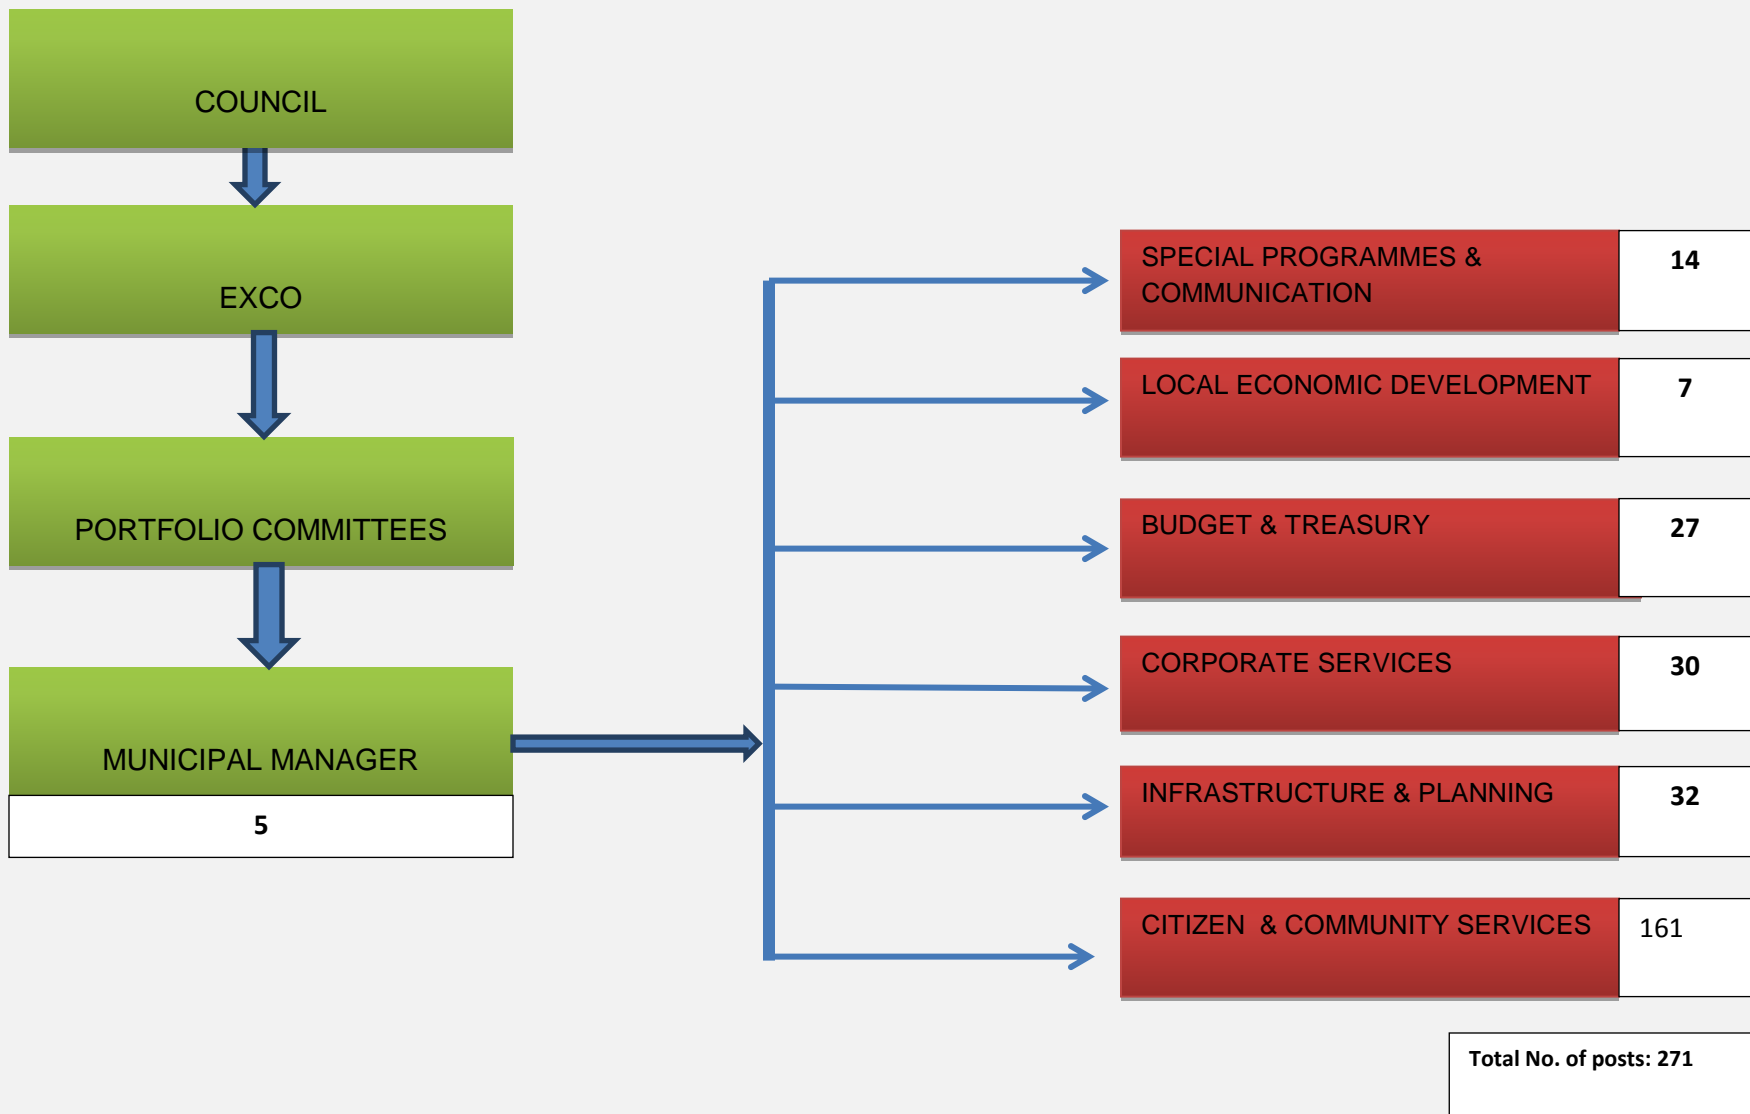 COUNCIL
EXCO
PORTFOLIO COMMITTEES
MUNICIPAL MANAGER
5
SPECIAL PROGRAMMES &
COMMUNICATION
14
LOCAL ECONOMIC DEVELOPMENT
7
BUDGET & TREASURY
27
CORPORATE SERVICES
30
INFRASTRUCTURE & PLANNING
32
CITIZEN  & COMMUNITY SERVICES
161
Total No. of posts: 271